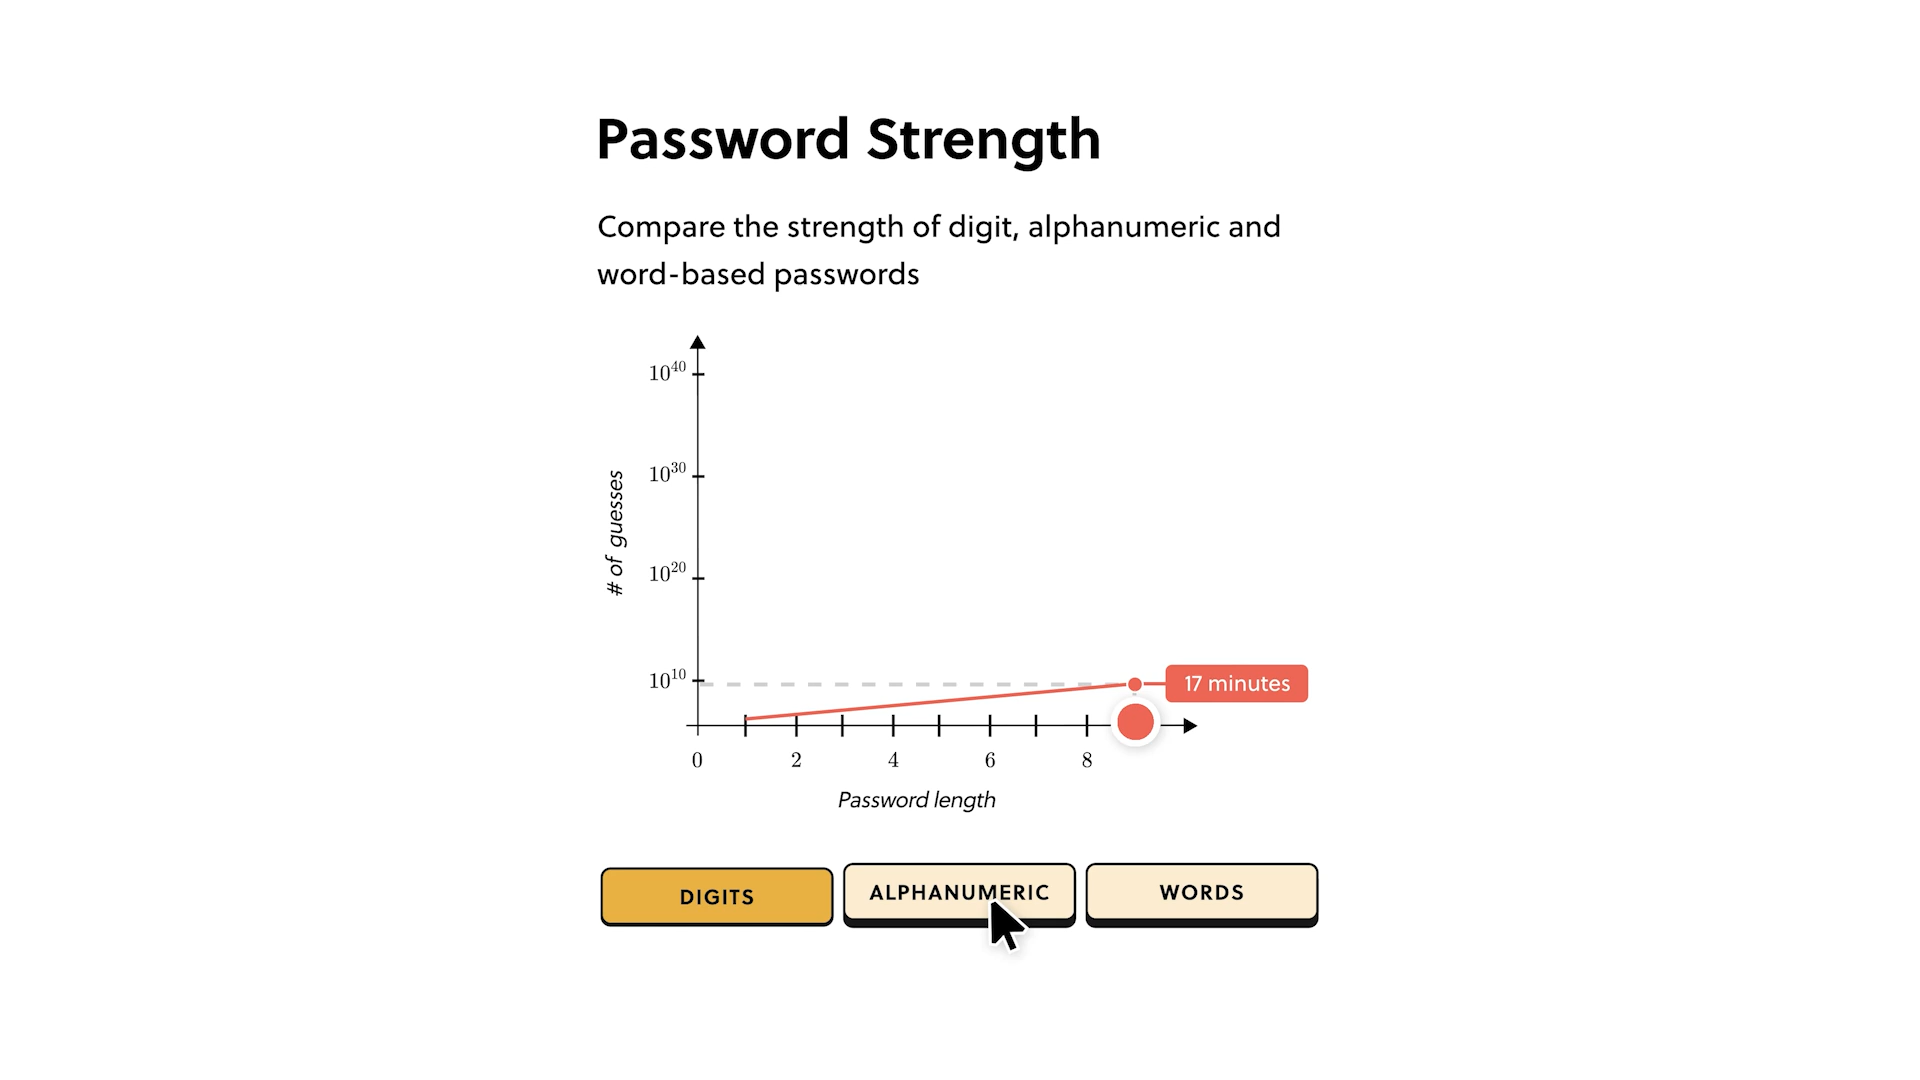 Password Strength
Compare the strength of digit, alphanumeric and
word-based passwords
10^40
10^30
10^20
10^10
# of guesses
17 minutes
0 2 4 6 8
Password length
DIGITS ALPHANUMERIC WORDS